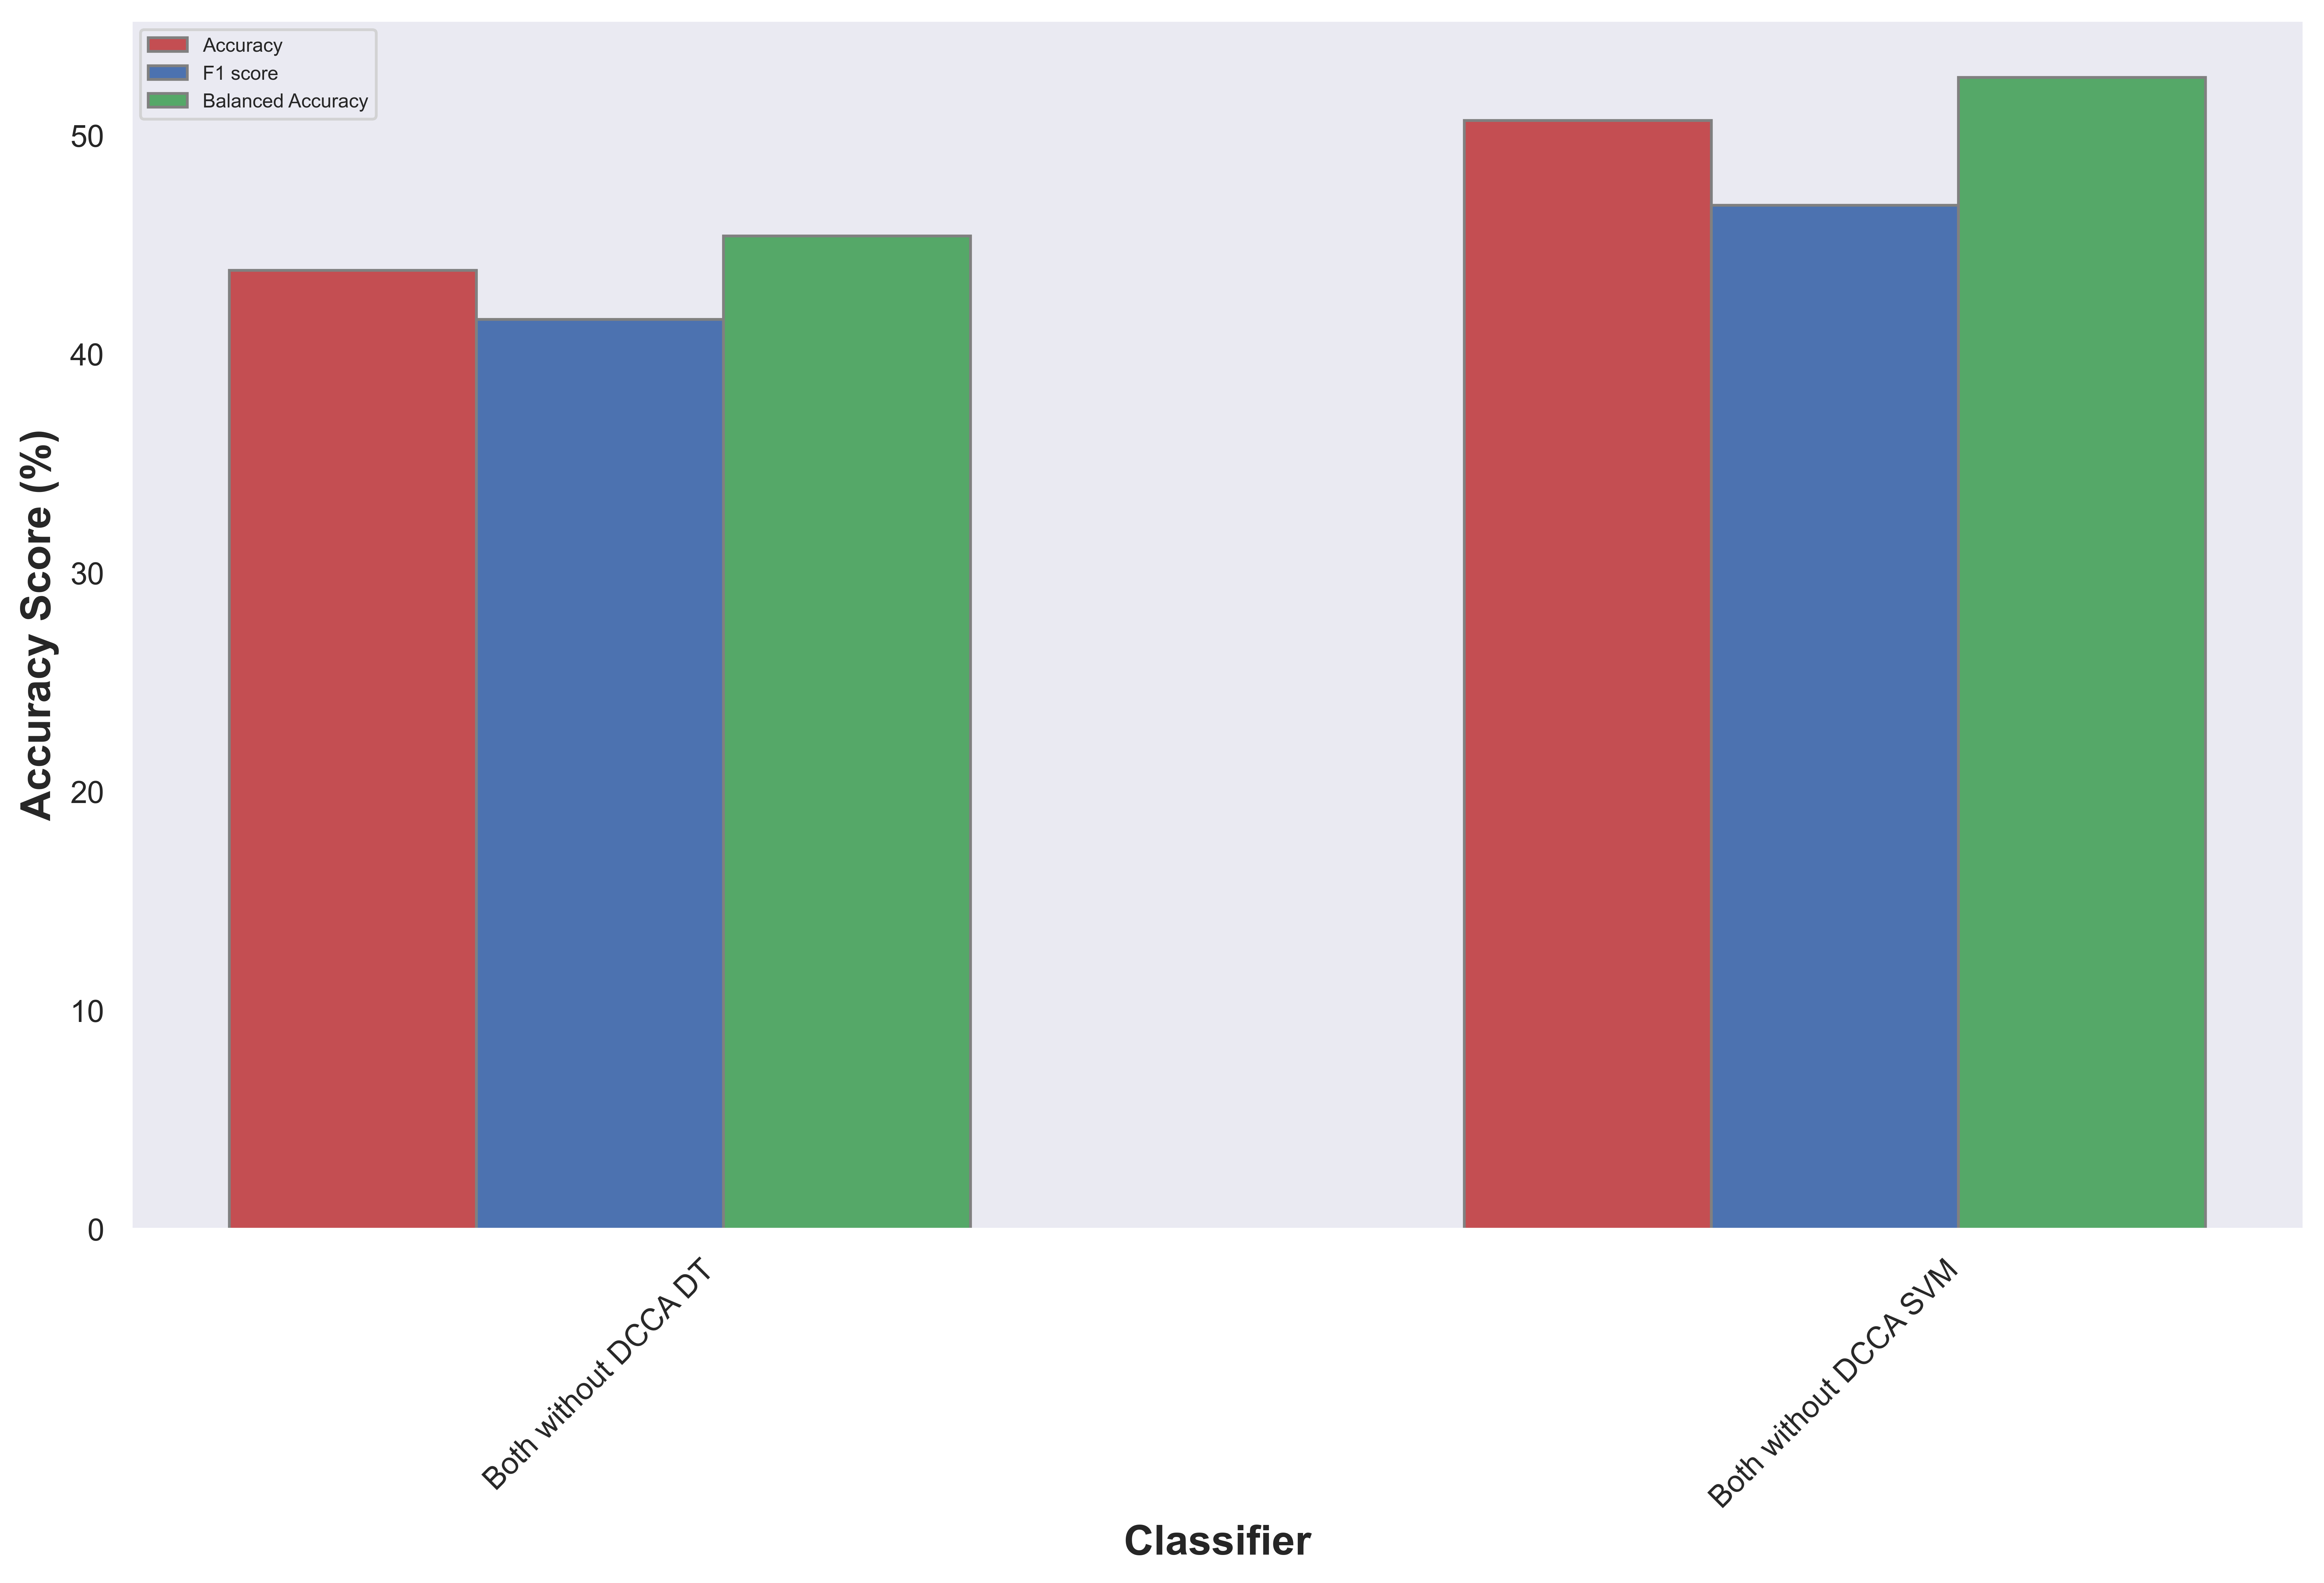 Accuracy
F1 score
Balanced Accuracy
50
40
30
20
10
0
Accuracy Score (%)
Both without DCCA DT
Both without DCCA SVM
Classifier